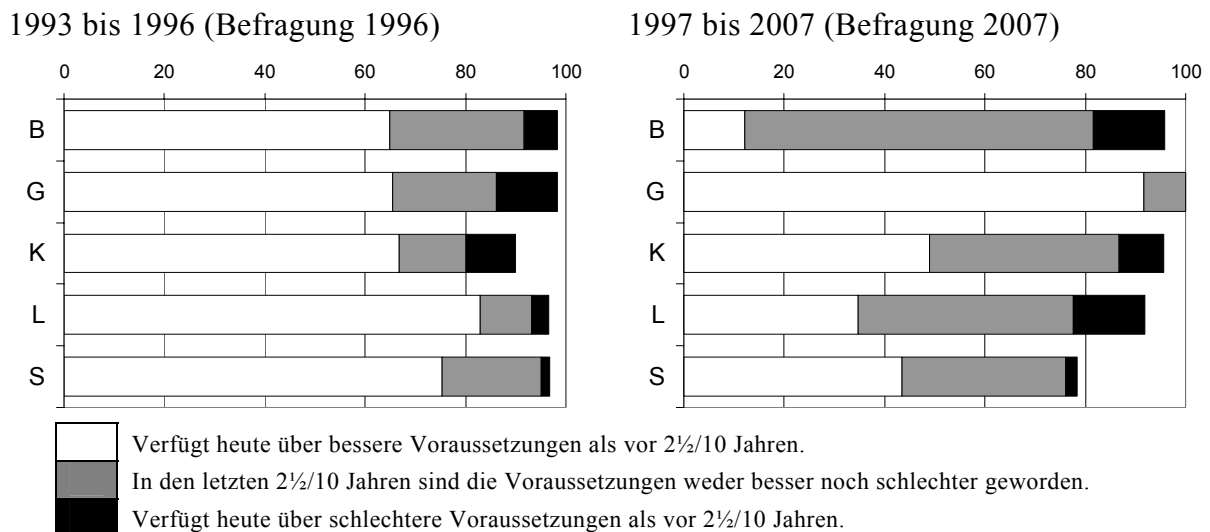 1993 bis 1996 (Befragung 1996)
1997 bis 2007 (Befragung 2007)
0 20 40 60 80 100
0 20 40 60 80 100
B
G
K
L
S
B
G
K
L
S
Verfügt heute über bessere Voraussetzungen als vor 2½/10 Jahren.
In den letzten 2½/10 Jahren sind die Voraussetzungen weder besser noch schlechter geworden.
Verfügt heute über schlechtere Voraussetzungen als vor 2½/10 Jahren.